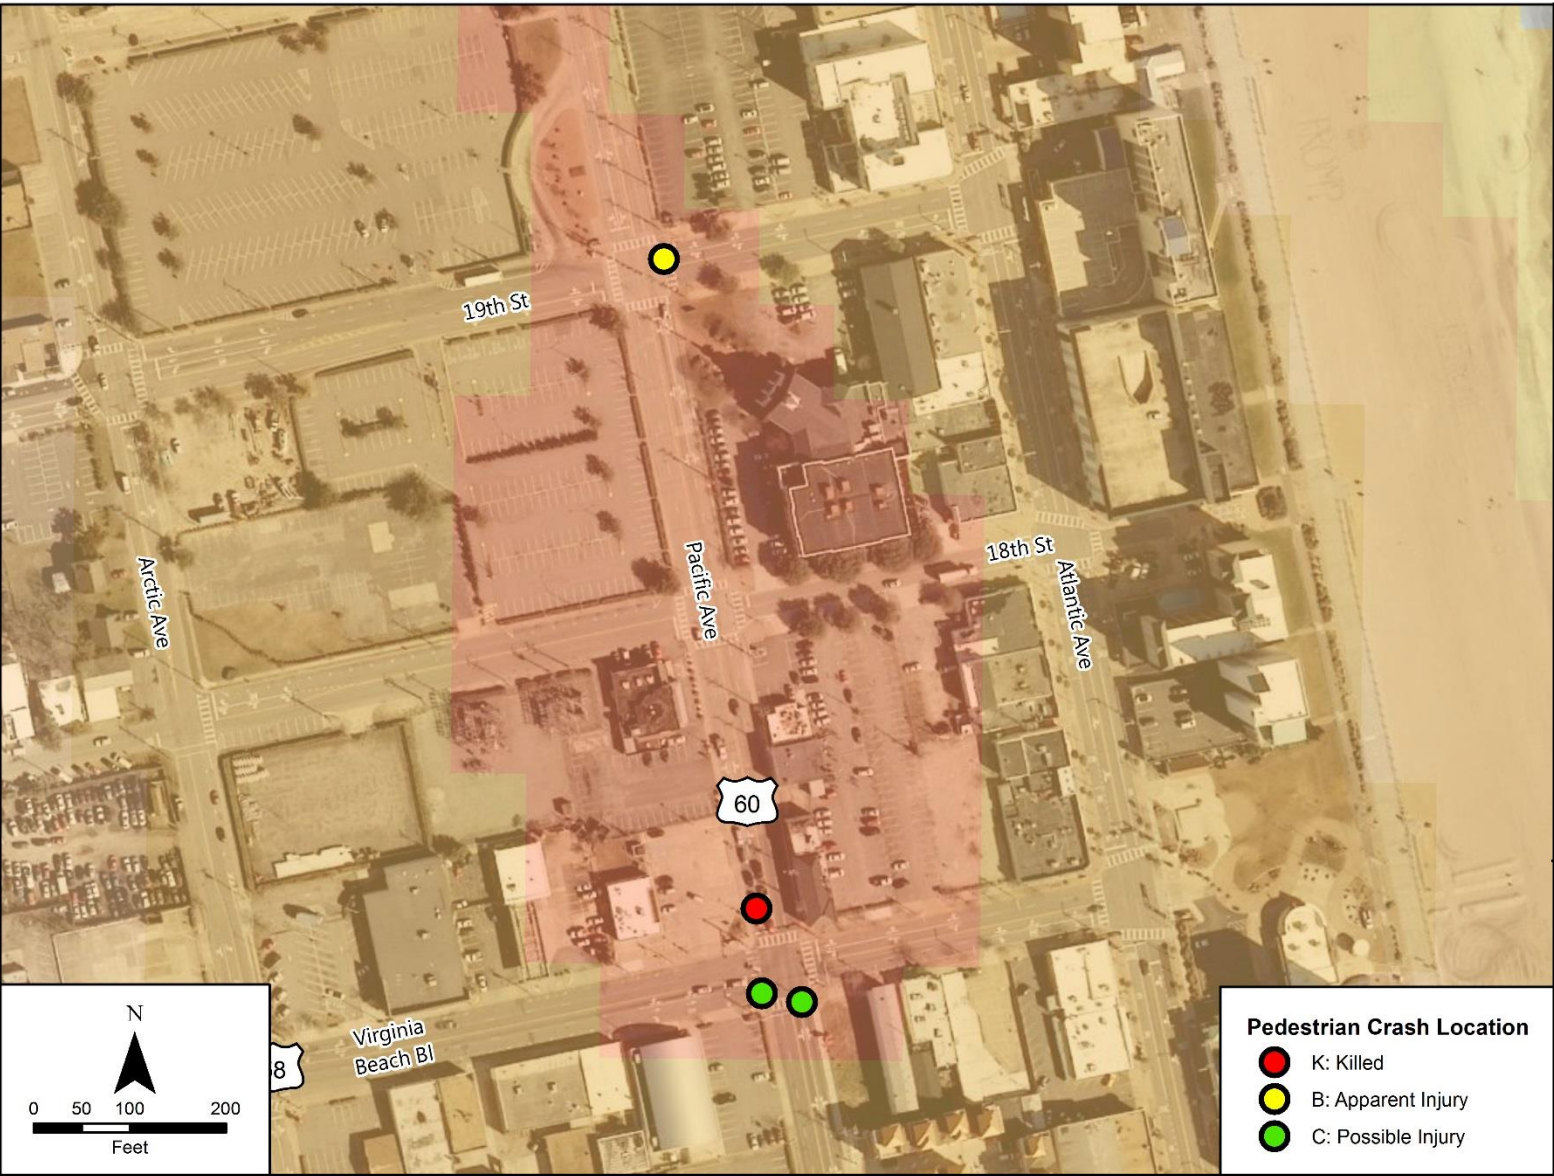 19th St
18th St
Arctic Ave
Pacific Ave
Atlantic Ave
60
Virginia
Beach Bl
8
N
0 50 100 200
Feet
Pedestrian Crash Location
K: Killed
B: Apparent Injury
C: Possible Injury